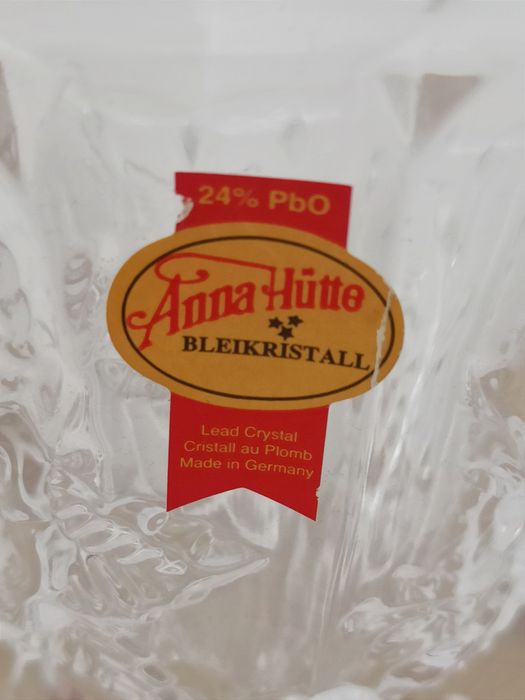 24% PbO
Anna Hütte
BLEIKRISTALL
Lead Crystal
Cristall au Plomb
Made in Germany